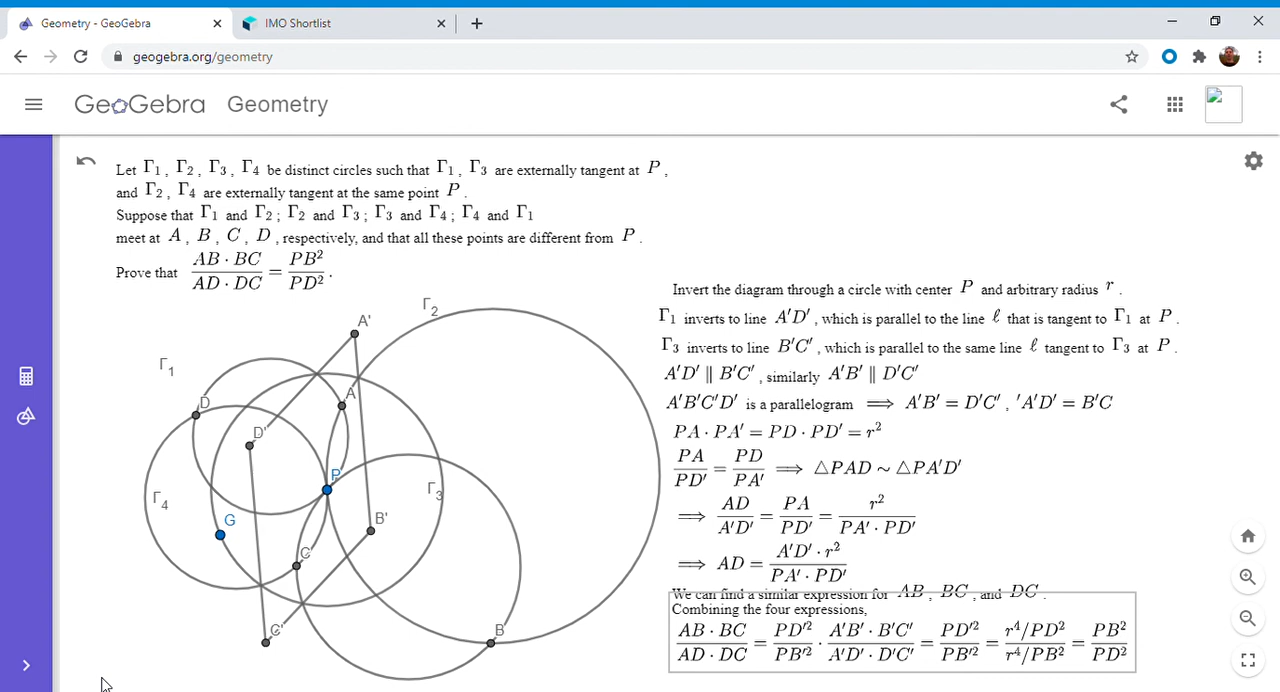 Geometry - GeoGebra
IMO Shortlist
geogebra.org/geometry
GeoGebra Geometry
Let Γ₁ , Γ₂ , Γ₃ , Γ₄ be distinct circles such that Γ₁ , Γ₃ are externally tangent at P ,
and Γ₂ , Γ₄ are externally tangent at the same point P .
Suppose that Γ₁ and Γ₂ ; Γ₂ and Γ₃ ; Γ₃ and Γ₄ ; Γ₄ and Γ₁
meet at A , B , C , D , respectively, and that all these points are different from P .
Prove that AB · BC / AD · DC = PB² / PD² .
Invert the diagram through a circle with center P and arbitrary radius r .
Γ₁ inverts to line A′D′ , which is parallel to the line ℓ that is tangent to Γ₁ at P .
Γ₃ inverts to line B′C′ , which is parallel to the same line ℓ tangent to Γ₃ at P .
A′D′ ∥ B′C′ , similarly A′B′ ∥ D′C′
A′B′C′D′ is a parallelogram ⟹ A′B′ = D′C′ , ′A′D′ = B′C
PA · PA′ = PD · PD′ = r²
PA / PD′ = PD / PA′ ⟹ △PAD ∼ △PA′D′
⟹ AD / A′D′ = PA / PD′ = r² / PA′ · PD′
⟹ AD = A′D′ · r² / PA′ · PD′
We can find a similar expression for AB , BC , and DC .
Combining the four expressions,
AB · BC / AD · DC = PD′² / PB′² · A′B′ · B′C′ / A′D′ · D′C′ = PD′² / PB′² = r⁴/PD² / r⁴/PB² = PB² / PD²
Γ₂
A'
Γ₁
A
D
D'
P
Γ₃
Γ₄
G
B'
C
C'
B